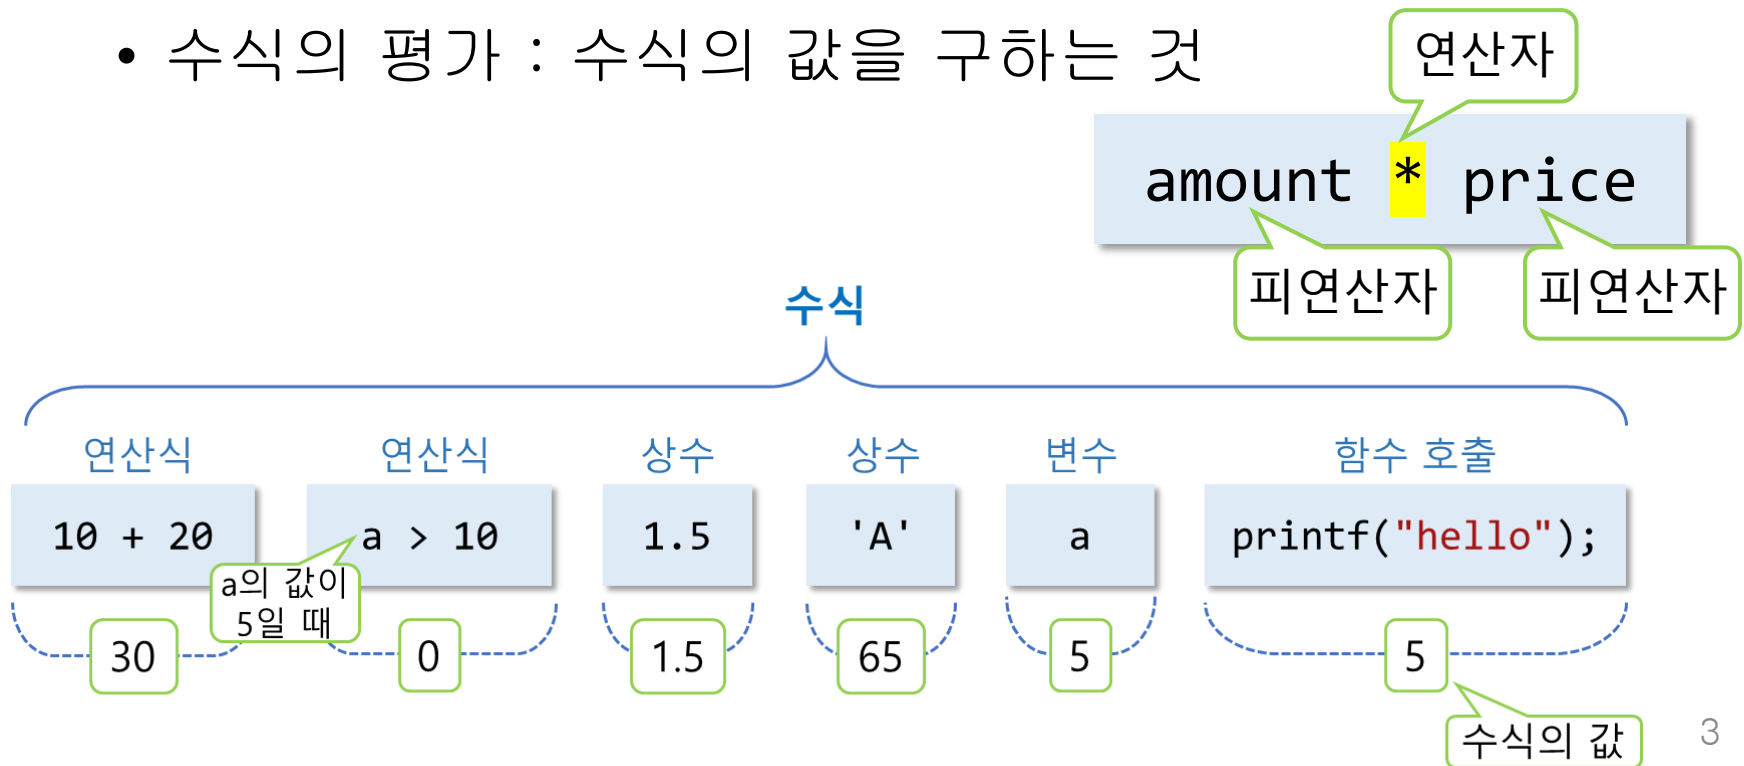 • 수식의 평가 : 수식의 값을 구하는 것
연산자
amount * price
피연산자 피연산자
수식
연산식 연산식 상수 상수 변수 함수 호출
10 + 20 a > 10 1.5 'A' a printf("hello");
a의 값이
5일 때
30 0 1.5 65 5 5
수식의 값
3